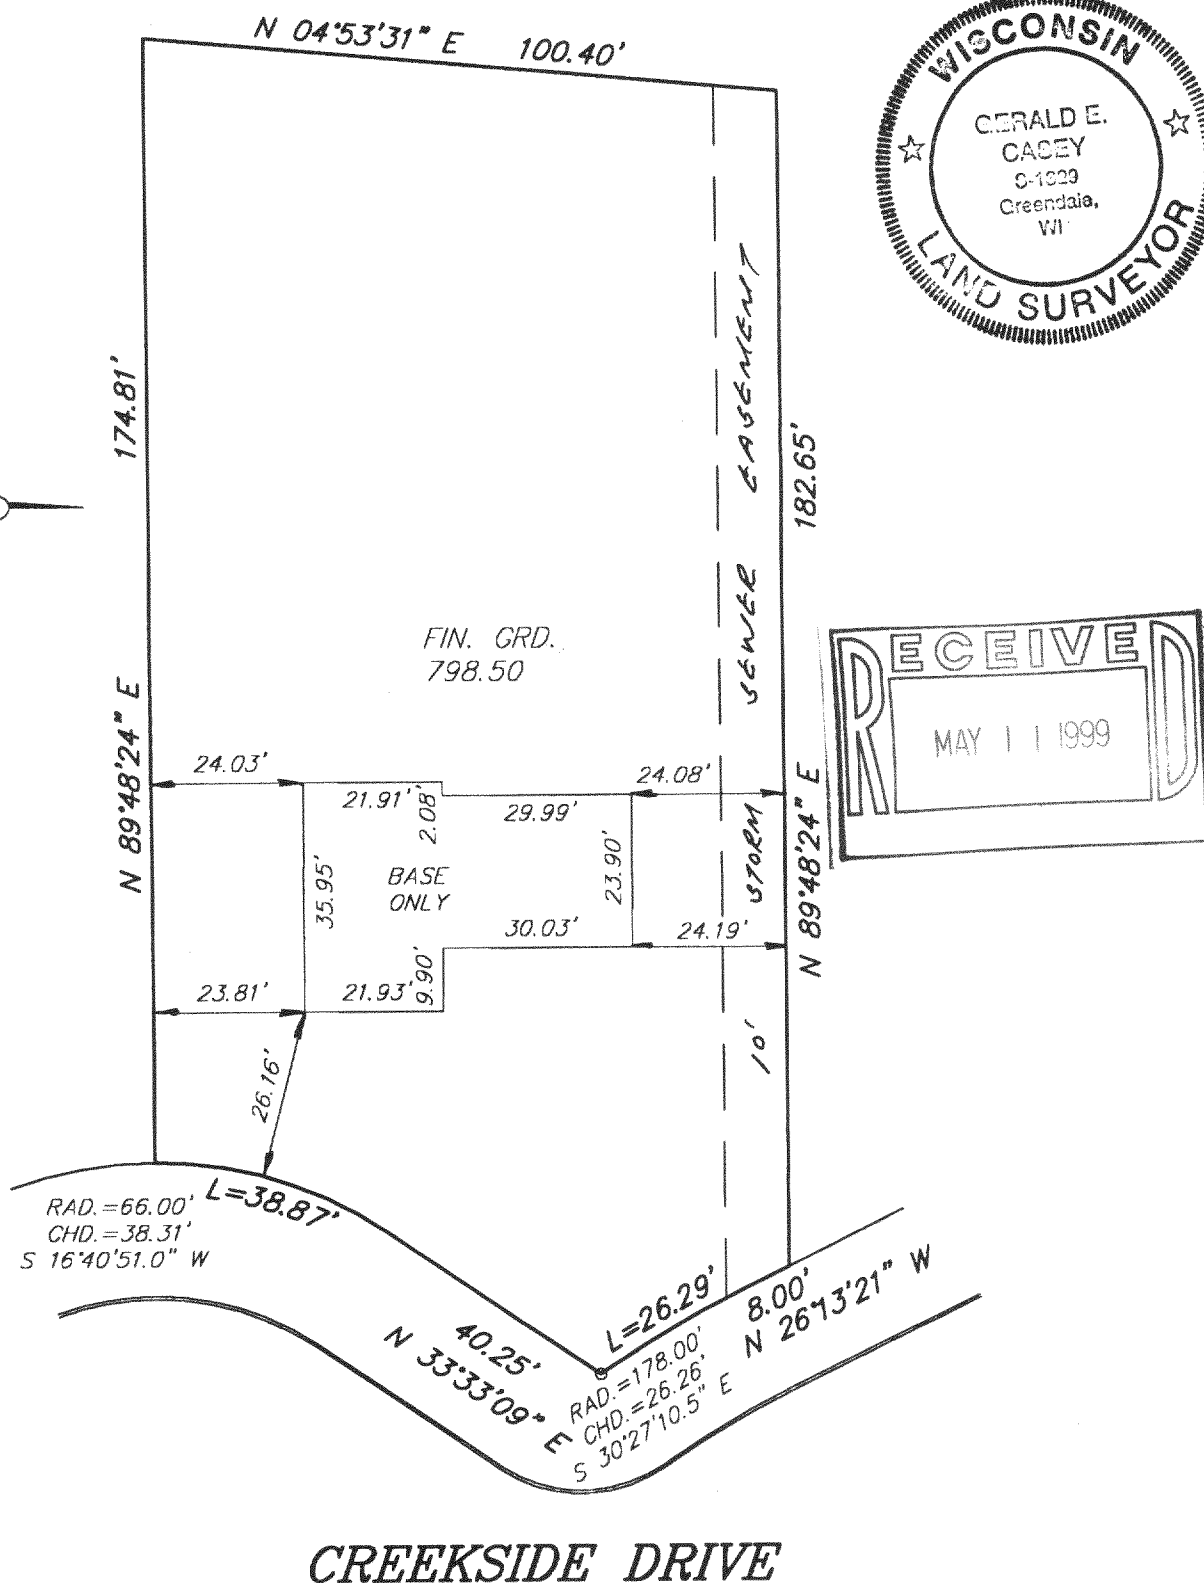 N 04°53'31" E 100.40'
WISCONSIN
GERALD E.
CASEY
S-1829
Greendale,
WI
LAND SURVEYOR
174.81'
N 89°48'24" E
182.65'
N 89°48'24" E
10' STORM SEWER EASEMENT
FIN. GRD.
798.50
RECEIVED
MAY 11 1999
24.03'
21.91'
2.08'
29.99'
24.08'
35.95'
BASE
ONLY
23.90'
30.03'
24.19'
23.81'
21.93'
9.90'
26.16'
L=38.87'
RAD.=66.00'
CHD.=38.31'
S 16°40'51.0" W
40.25'
N 33°33'09" E
L=26.29'
RAD.=178.00'
CHD.=26.26'
S 30°27'10.5" E
8.00'
N 26°13'21" W
CREEKSIDE DRIVE